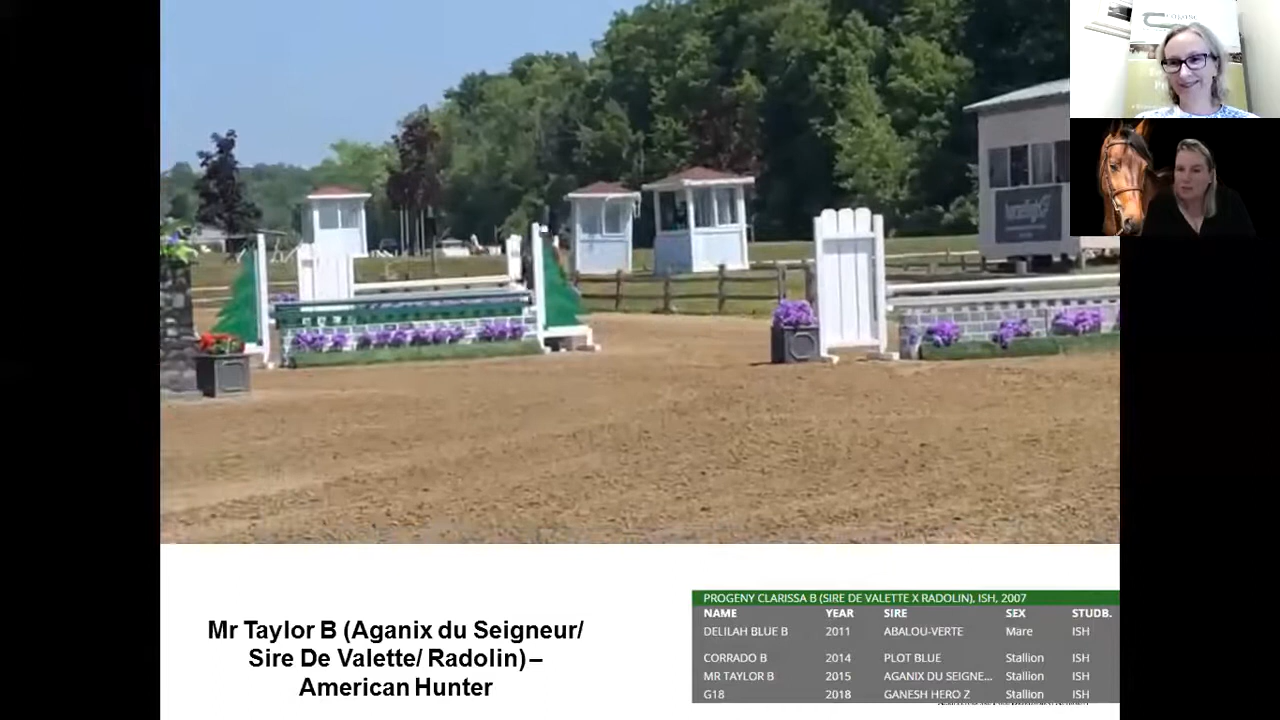 Mr Taylor B (Aganix du Seigneur/
Sire De Valette/ Radolin) –
American Hunter
PROGENY CLARISSA B (SIRE DE VALETTE X RADOLIN), ISH, 2007
NAME YEAR SIRE SEX STUDB.
DELILAH BLUE B 2011 ABALOU-VERTE Mare ISH
CORRADO B 2014 PLOT BLUE Stallion ISH
MR TAYLOR B 2015 AGANIX DU SEIGNE... Stallion ISH
G18 2018 GANESH HERO Z Stallion ISH